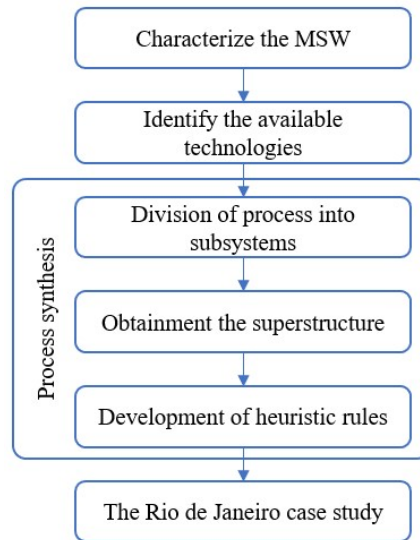 Characterize the MSW
Identify the available
technologies
Process synthesis
Division of process into
subsystems
Obtainment the superstructure
Development of heuristic rules
The Rio de Janeiro case study